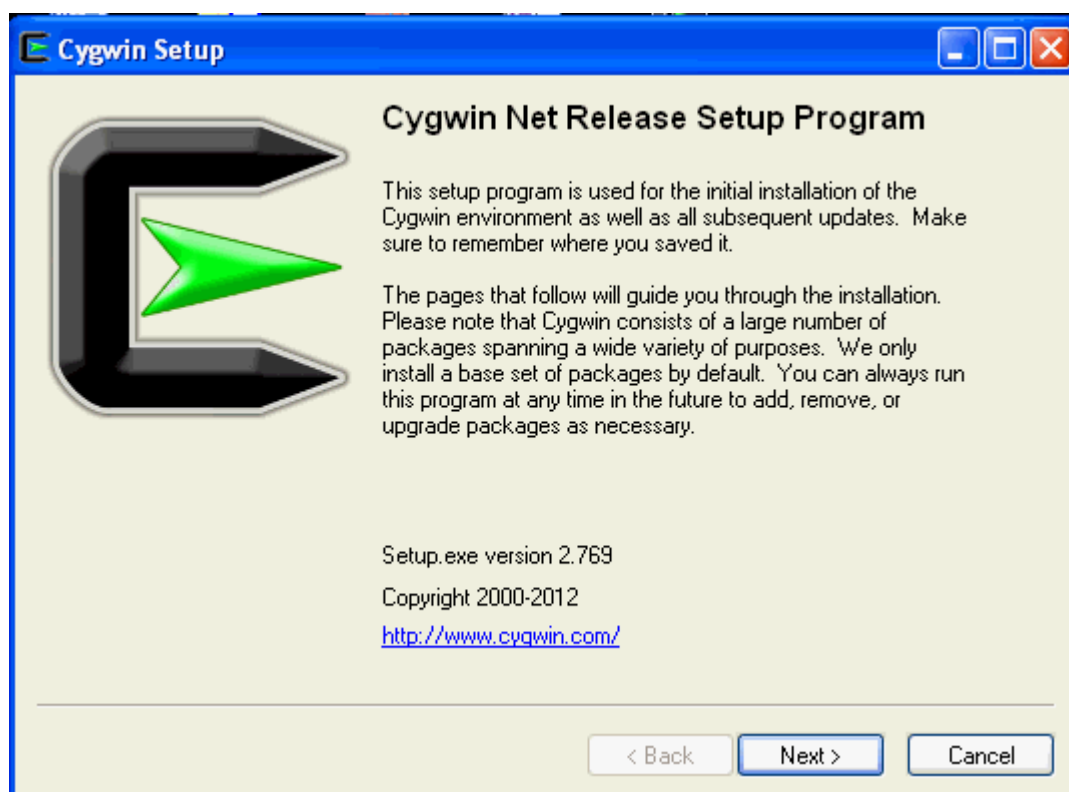 Cygwin Setup
Cygwin Net Release Setup Program
This setup program is used for the initial installation of the
Cygwin environment as well as all subsequent updates.  Make
sure to remember where you saved it.
The pages that follow will guide you through the installation.
Please note that Cygwin consists of a large number of
packages spanning a wide variety of purposes.  We only
install a base set of packages by default.  You can always run
this program at any time in the future to add, remove, or
upgrade packages as necessary.
Setup.exe version 2.769
Copyright 2000-2012
http://www.cygwin.com/
< Back
Next >
Cancel